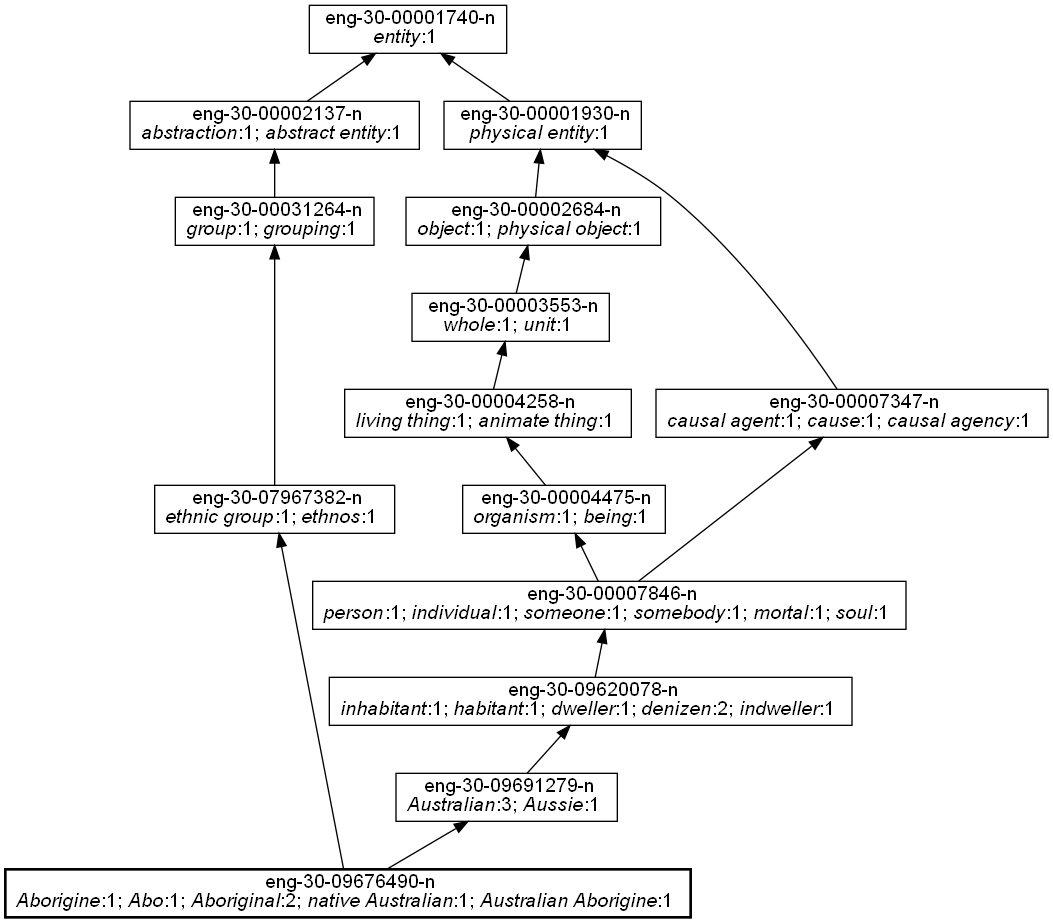 eng-30-00001740-n
entity:1
eng-30-00002137-n
abstraction:1; abstract entity:1
eng-30-00001930-n
physical entity:1
eng-30-00031264-n
group:1; grouping:1
eng-30-00002684-n
object:1; physical object:1
eng-30-00003553-n
whole:1; unit:1
eng-30-00004258-n
living thing:1; animate thing:1
eng-30-00007347-n
causal agent:1; cause:1; causal agency:1
eng-30-07967382-n
ethnic group:1; ethnos:1
eng-30-00004475-n
organism:1; being:1
eng-30-00007846-n
person:1; individual:1; someone:1; somebody:1; mortal:1; soul:1
eng-30-09620078-n
inhabitant:1; habitant:1; dweller:1; denizen:2; indweller:1
eng-30-09691279-n
Australian:3; Aussie:1
eng-30-09676490-n
Aborigine:1; Abo:1; Aboriginal:2; native Australian:1; Australian Aborigine:1